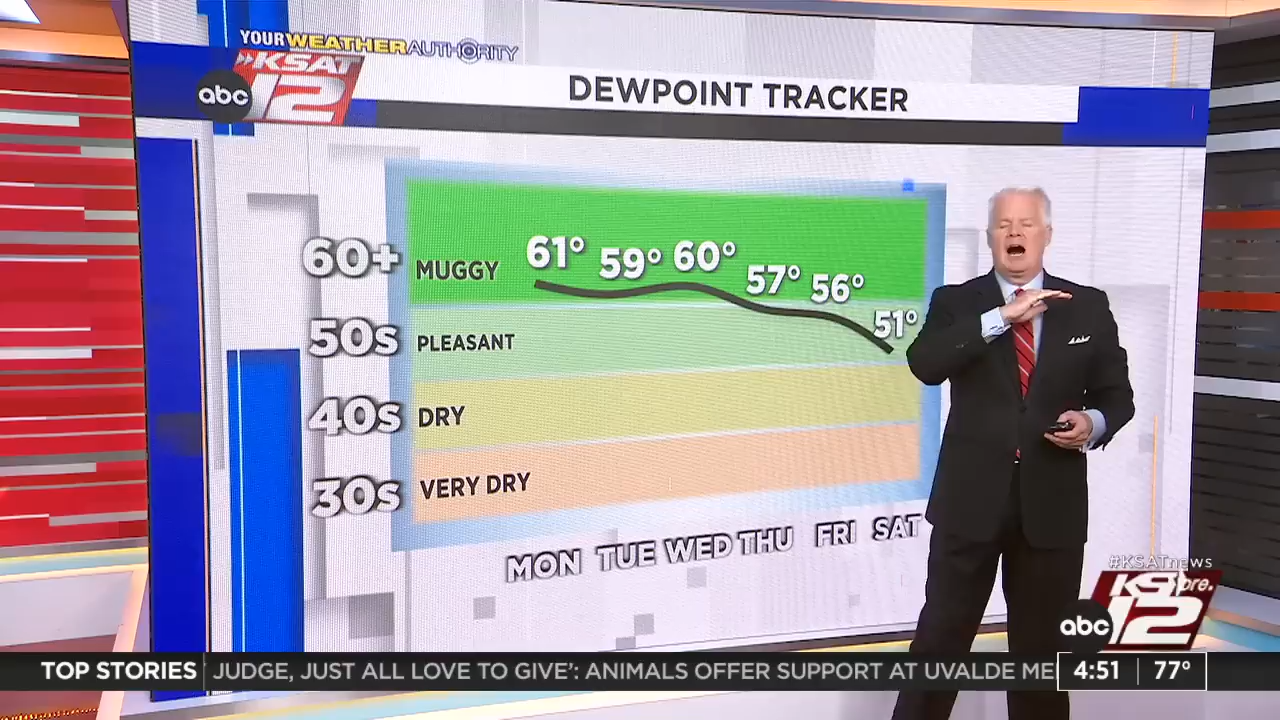 YOUR WEATHER AUTHORITY
KSAT
abc 12
DEWPOINT TRACKER
60+ MUGGY 61° 59° 60° 57° 56° 51°
50s PLEASANT
40s DRY
30s VERY DRY
MON TUE WED THU FRI SAT
#KSATnews
abc 12
TOP STORIES JUDGE, JUST ALL LOVE TO GIVE': ANIMALS OFFER SUPPORT AT UVALDE ME 4:51 77°